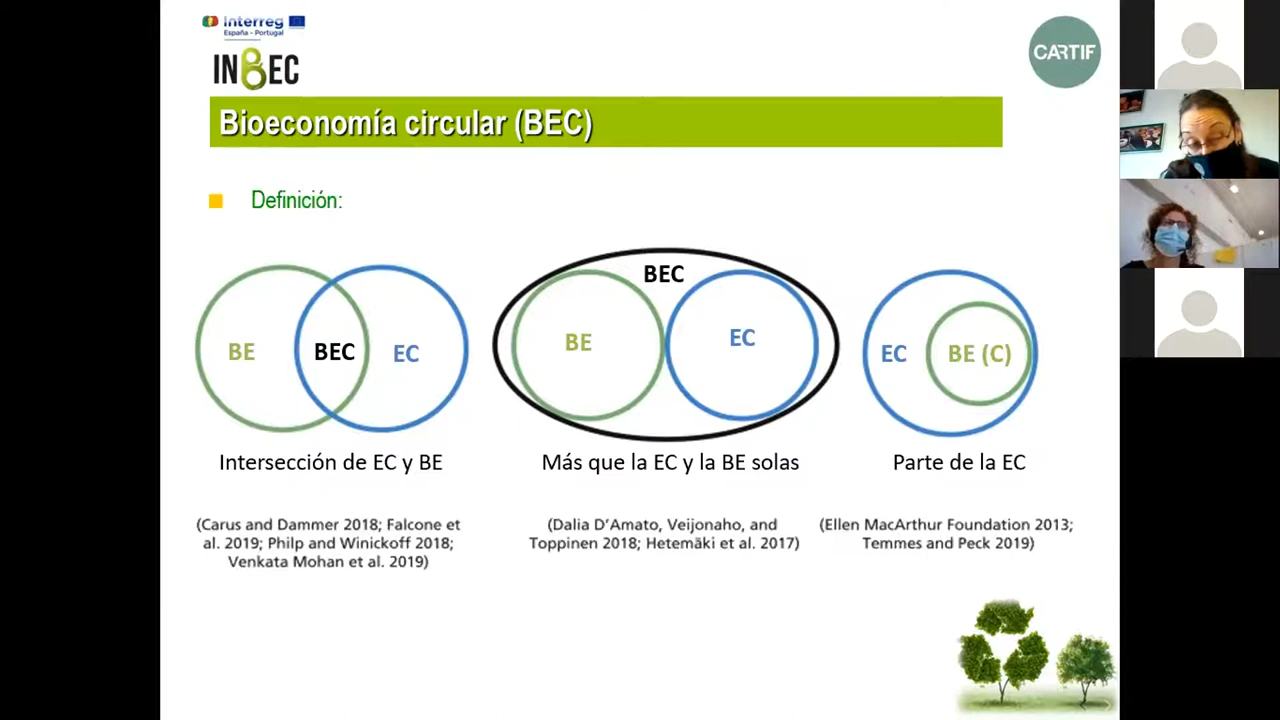 Interreg
España - Portugal
INBEC
CARTIF
Bioeconomía circular (BEC)
Definición:
BE
BEC
EC
BEC
BE
EC
EC
BE (C)
Intersección de EC y BE
Más que la EC y la BE solas
Parte de la EC
(Carus and Dammer 2018; Falcone et
al. 2019; Philp and Winickoff 2018;
Venkata Mohan et al. 2019)
(Dalia D'Amato, Veijonaho, and
Toppinen 2018; Hetemäki et al. 2017)
(Ellen MacArthur Foundation 2013;
Temmes and Peck 2019)